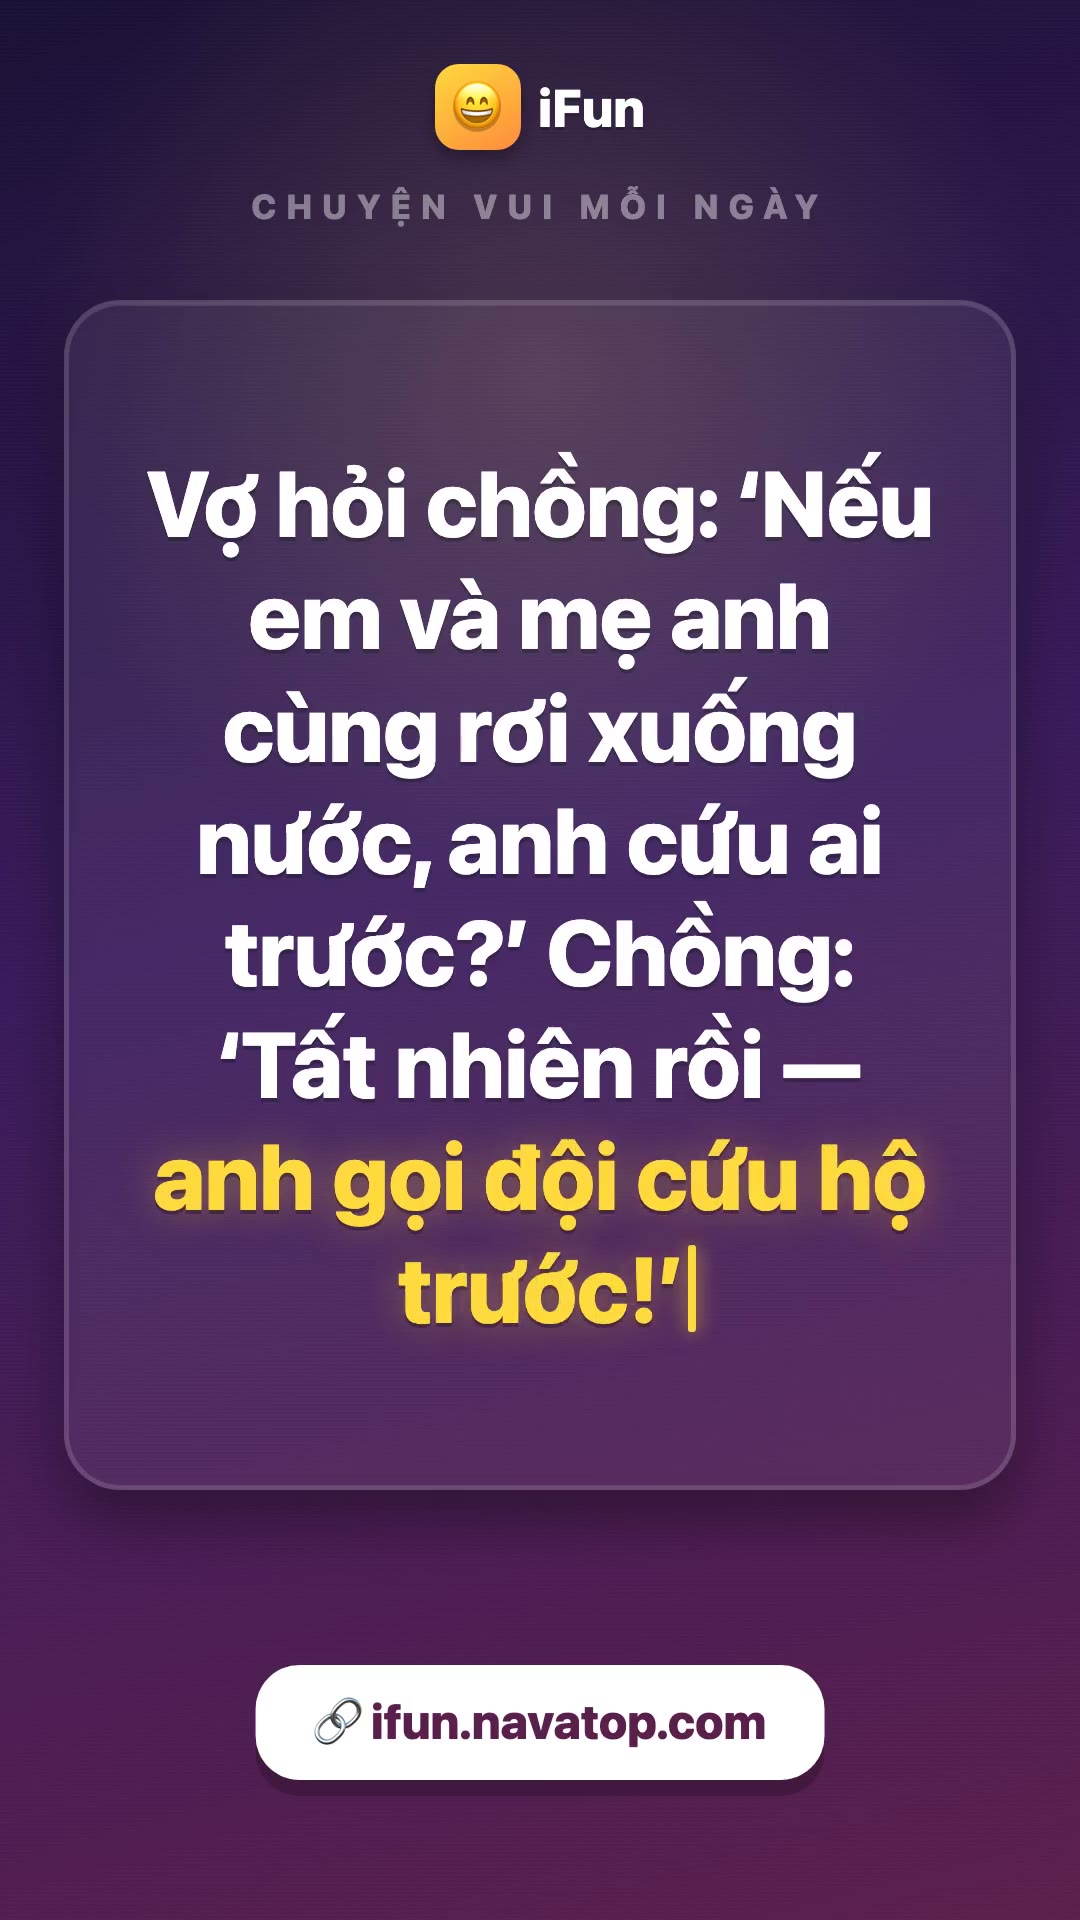 iFun
CHUYỆN VUI MỖI NGÀY
Vợ hỏi chồng: ‘Nếu
em và mẹ anh
cùng rơi xuống
nước, anh cứu ai
trước?’ Chồng:
‘Tất nhiên rồi —
anh gọi đội cứu hộ
trước!’
ifun.navatop.com